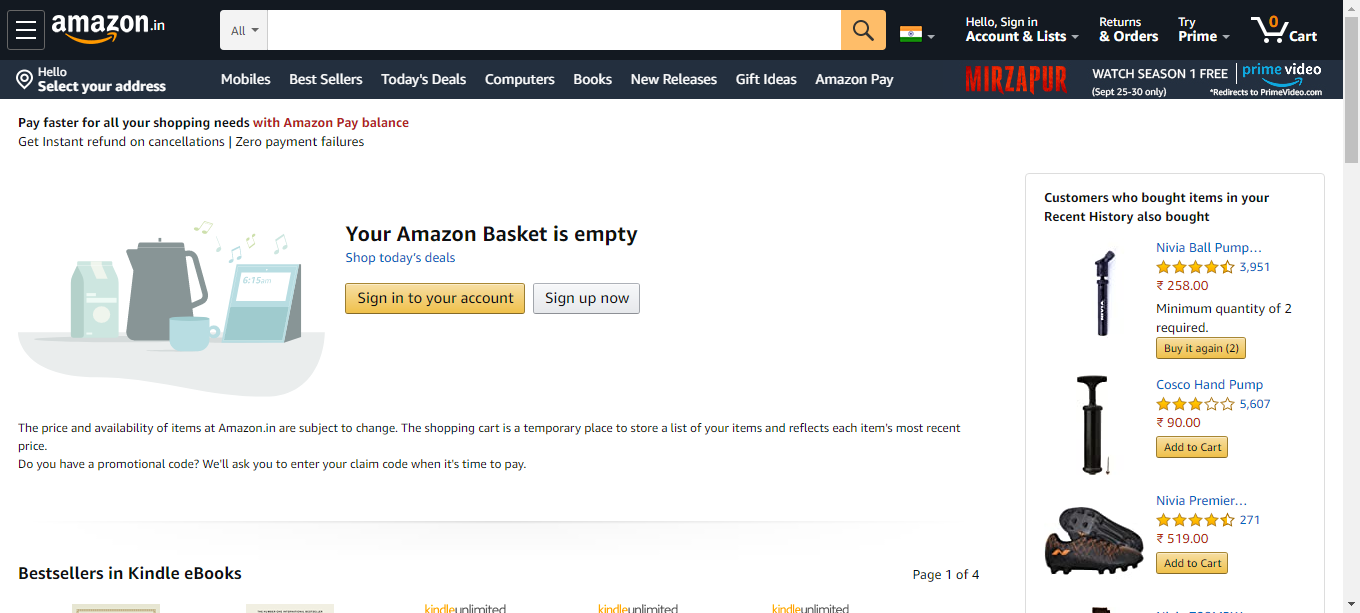 amazon.in
All
Hello, Sign in
Account & Lists
Returns
& Orders
Try
Prime
0
Cart
Hello
Select your address
Mobiles Best Sellers Today's Deals Computers Books New Releases Gift Ideas Amazon Pay
MIRZAPUR
WATCH SEASON 1 FREE
(Sept 25-30 only)
prime video
*Redirects to PrimeVideo.com
Pay faster for all your shopping needs with Amazon Pay balance
Get Instant refund on cancellations | Zero payment failures
6:15am
Your Amazon Basket is empty
Shop today's deals
Sign in to your account
Sign up now
The price and availability of items at Amazon.in are subject to change. The shopping cart is a temporary place to store a list of your items and reflects each item's most recent
price.
Do you have a promotional code? We'll ask you to enter your claim code when it's time to pay.
Customers who bought items in your
Recent History also bought
NIVIA
Nivia Ball Pump…
3,951
₹ 258.00
Minimum quantity of 2
required.
Buy it again (2)
Cosco Hand Pump
5,607
₹ 90.00
Add to Cart
Nivia Premier…
271
₹ 519.00
Add to Cart
Bestsellers in Kindle eBooks
Page 1 of 4
kindleunlimited
kindleunlimited
kindleunlimited